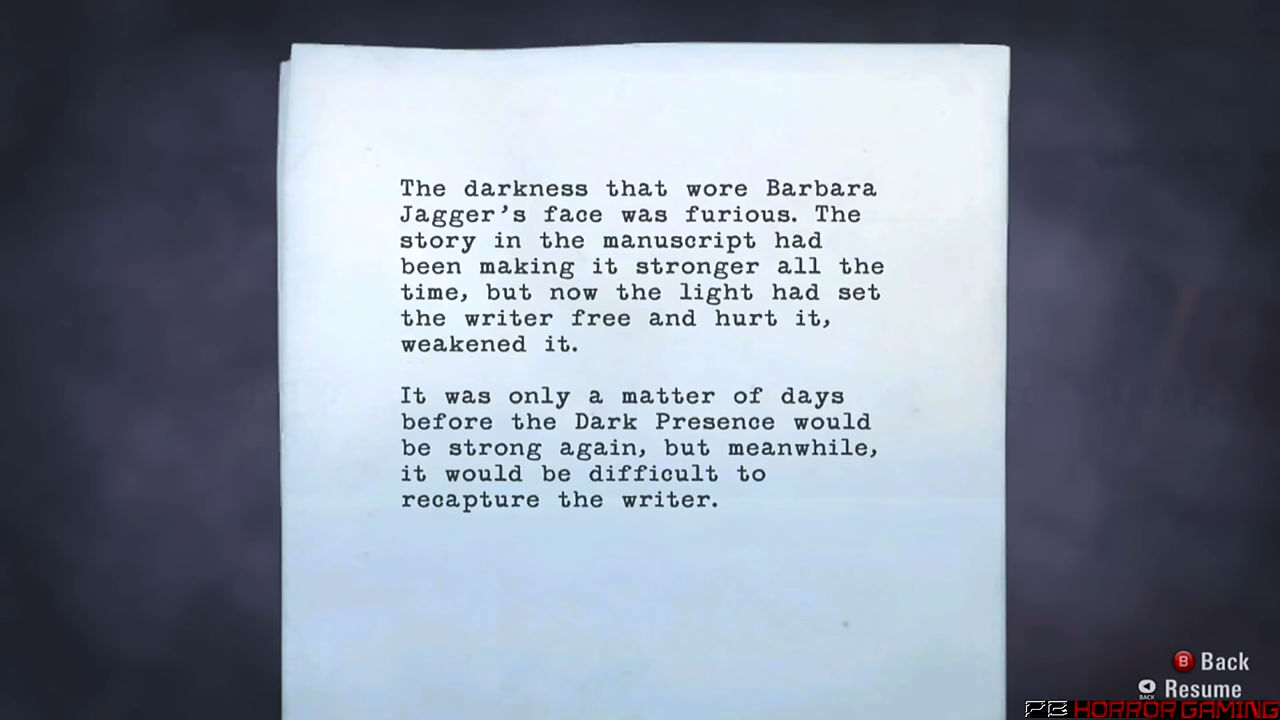 The darkness that wore Barbara
Jagger's face was furious. The
story in the manuscript had
been making it stronger all the
time, but now the light had set
the writer free and hurt it,
weakened it.
It was only a matter of days
before the Dark Presence would
be strong again, but meanwhile,
it would be difficult to
recapture the writer.
B Back
BACK Resume
PS HORROR GAMING